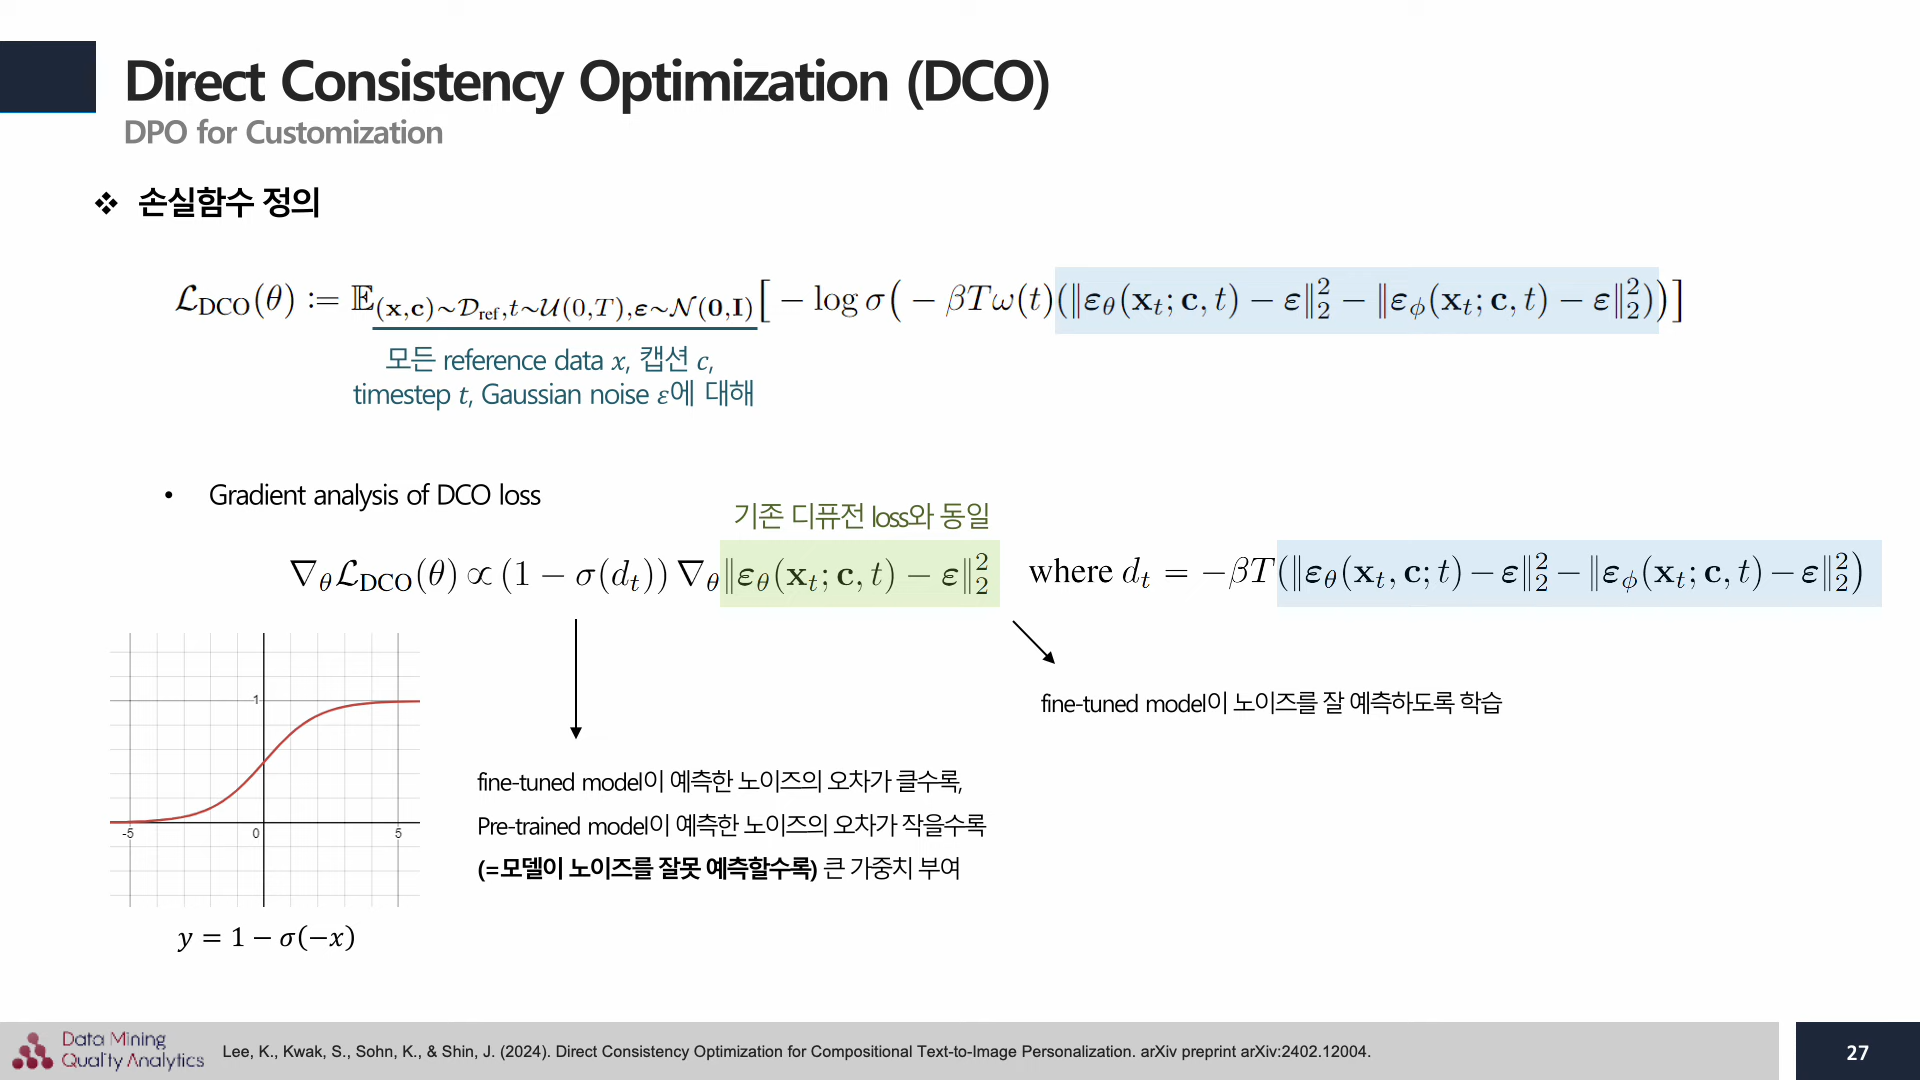 Direct Consistency Optimization (DCO)
DPO for Customization
❖ 손실함수 정의
ℒ_DCO(θ) := 𝔼_{(𝐱,𝐜)∼𝒟_ref, t∼𝒰(0,T), 𝜺∼𝒩(𝟎,𝐈)} [ − log σ( − βTω(t)(‖𝜺_θ(𝐱_t; 𝐜, t) − 𝜺‖₂² − ‖𝜺_ϕ(𝐱_t; 𝐜, t) − 𝜺‖₂²))]
모든 reference data x, 캡션 c,
timestep t, Gaussian noise ε에 대해
• Gradient analysis of DCO loss
기존 디퓨전 loss와 동일
∇_θ ℒ_DCO(θ) ∝ (1 − σ(d_t)) ∇_θ ‖𝜺_θ(𝐱_t; 𝐜, t) − 𝜺‖₂² where d_t = −βT(‖𝜺_θ(𝐱_t, 𝐜; t) − 𝜺‖₂² − ‖𝜺_ϕ(𝐱_t; 𝐜, t) − 𝜺‖₂²)
1
-5 0 5
y = 1 − σ(−x)
fine-tuned model이 예측한 노이즈의 오차가 클수록,
Pre-trained model이 예측한 노이즈의 오차가 작을수록
(=모델이 노이즈를 잘못 예측할수록) 큰 가중치 부여
fine-tuned model이 노이즈를 잘 예측하도록 학습
Data Mining
Quality Analytics
Lee, K., Kwak, S., Sohn, K., & Shin, J. (2024). Direct Consistency Optimization for Compositional Text-to-Image Personalization. arXiv preprint arXiv:2402.12004.
27